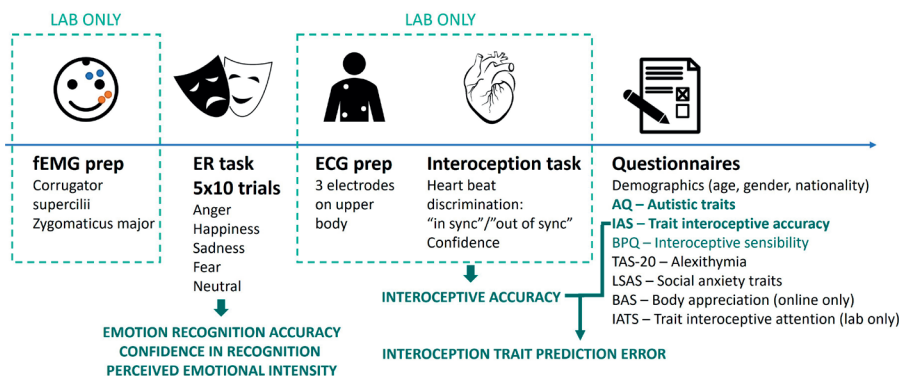 LAB ONLY
LAB ONLY
fEMG prep
Corrugator
supercilii
Zygomaticus major
ER task
5x10 trials
Anger
Happiness
Sadness
Fear
Neutral
EMOTION RECOGNITION ACCURACY
CONFIDENCE IN RECOGNITION
PERCEIVED EMOTIONAL INTENSITY
ECG prep
3 electrodes
on upper
body
Interoception task
Heart beat
discrimination:
“in sync”/”out of sync”
Confidence
INTEROCEPTIVE ACCURACY
INTEROCEPTION TRAIT PREDICTION ERROR
Questionnaires
Demographics (age, gender, nationality)
AQ – Autistic traits
IAS – Trait interoceptive accuracy
BPQ – Interoceptive sensibility
TAS-20 – Alexithymia
LSAS – Social anxiety traits
BAS – Body appreciation (online only)
IATS – Trait interoceptive attention (lab only)